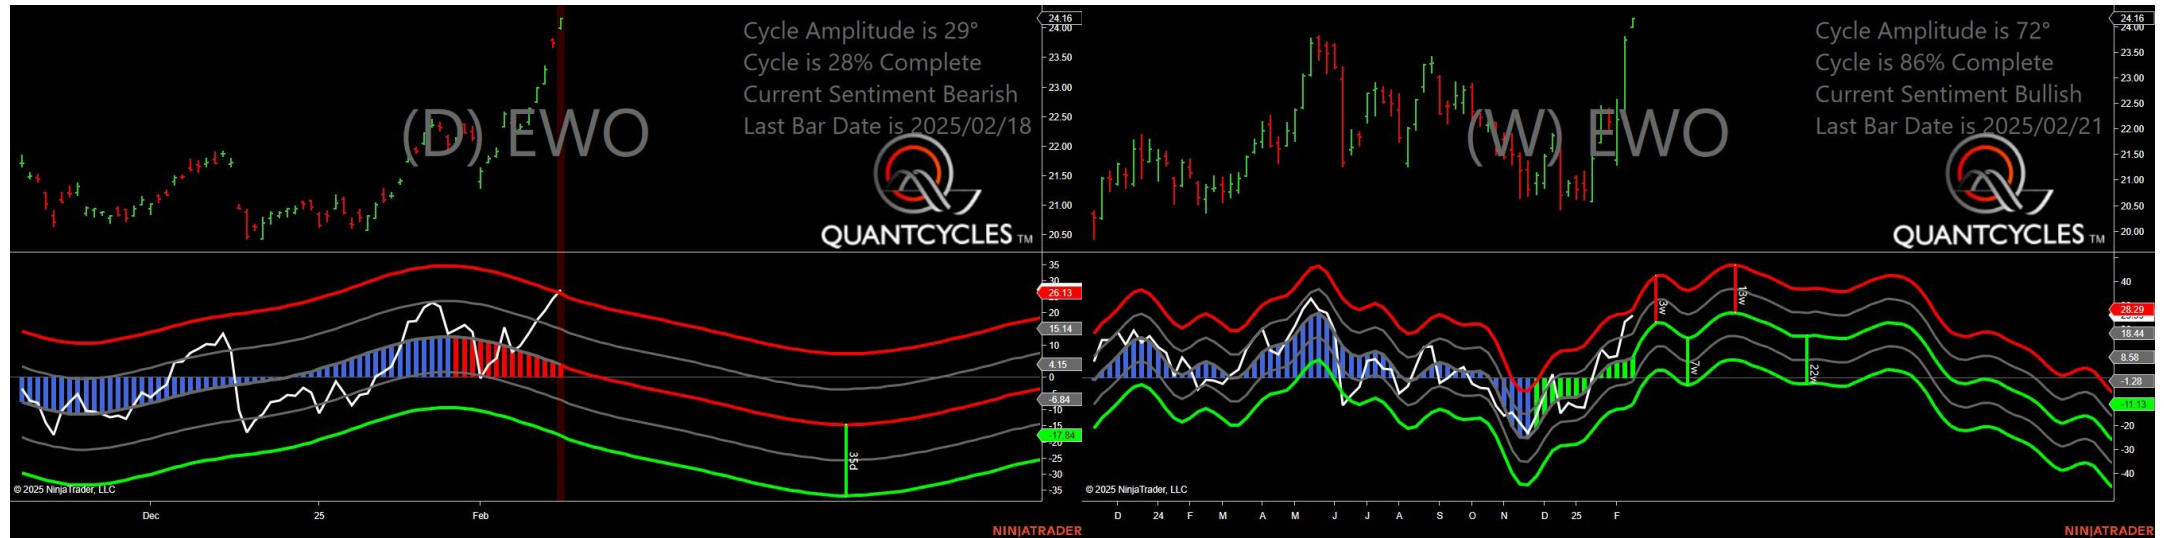 Cycle Amplitude is 29°
Cycle is 28% Complete
Current Sentiment Bearish
Last Bar Date is 2025/02/18
(D) EWO
QUANTCYCLES TM
24.16
24.00
23.50
23.00
22.50
22.00
21.50
21.00
20.50
35
30
26.13
20
15.14
10
4.15
0
-6.84
-10
-15
-17.84
-20
-25
-30
-35
35d
© 2025 NinjaTrader, LLC
Dec
25
Feb
NINJATRADER
Cycle Amplitude is 72°
Cycle is 86% Complete
Current Sentiment Bullish
Last Bar Date is 2025/02/21
(W) EWO
QUANTCYCLES TM
24.16
24.00
23.50
23.00
22.50
22.00
21.50
21.00
20.50
20.00
40
28.29
18.44
8.58
-1.28
-11.13
-20
-30
-40
3w
13w
7w
22w
© 2025 NinjaTrader, LLC
D
24
F
M
A
M
J
J
A
S
O
N
D
25
F
NINJATRADER